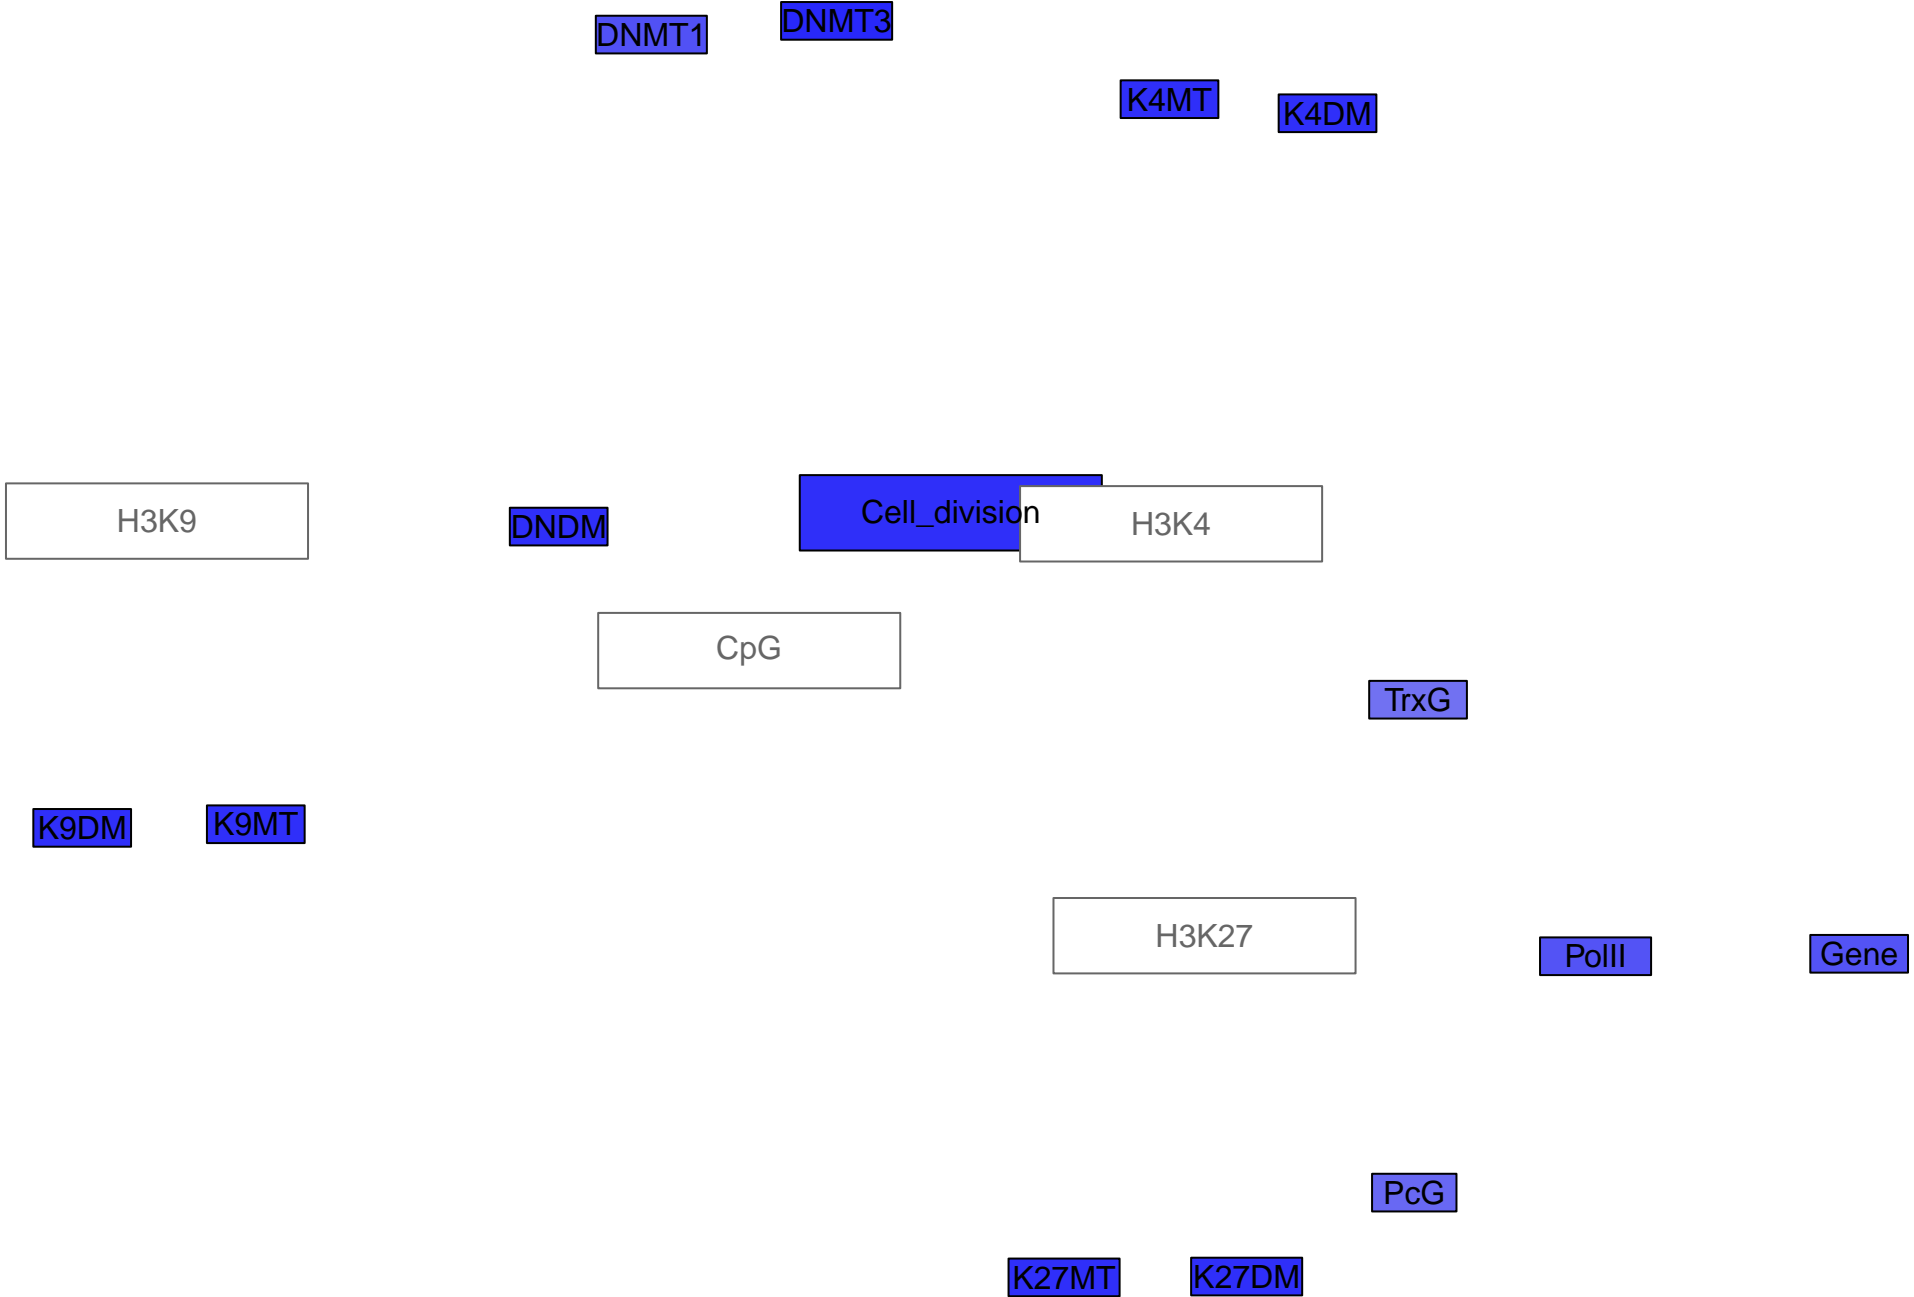 DNMT1
DNMT3
K4MT
K4DM
H3K9
DNDM
Cell_division
H3K4
CpG
TrxG
K9DM
K9MT
H3K27
PolII
Gene
PcG
K27MT
K27DM